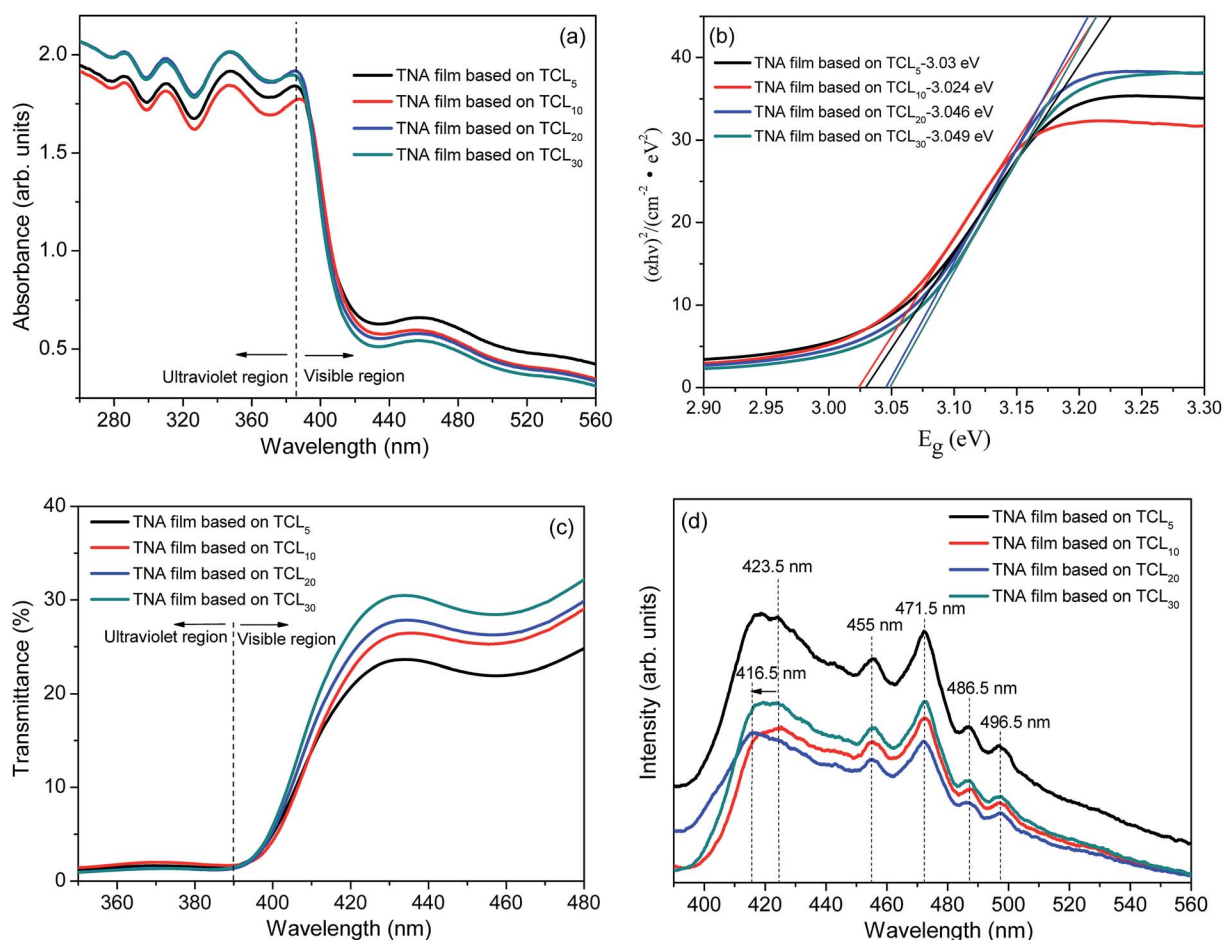 (a)
TNA film based on TCL₅
TNA film based on TCL₁₀
TNA film based on TCL₂₀
TNA film based on TCL₃₀
Absorbance (arb. units)
2.0
1.5
1.0
0.5
Ultraviolet region
Visible region
280 320 360 400 440 480 520 560
Wavelength (nm)
(b)
TNA film based on TCL₅-3.03 eV
TNA film based on TCL₁₀-3.024 eV
TNA film based on TCL₂₀-3.046 eV
TNA film based on TCL₃₀-3.049 eV
(αhν)²/(cm⁻² • eV²)
40
30
20
10
0
2.90 2.95 3.00 3.05 3.10 3.15 3.20 3.25 3.30
Eg (eV)
(c)
TNA film based on TCL₅
TNA film based on TCL₁₀
TNA film based on TCL₂₀
TNA film based on TCL₃₀
Ultraviolet region
Visible region
Transmittance (%)
40
30
20
10
0
360 380 400 420 440 460 480
Wavelength (nm)
(d)
TNA film based on TCL₅
TNA film based on TCL₁₀
TNA film based on TCL₂₀
TNA film based on TCL₃₀
423.5 nm
471.5 nm
455 nm
416.5 nm
486.5 nm
496.5 nm
Intensity (arb. units)
400 420 440 460 480 500 520 540 560
Wavelength (nm)